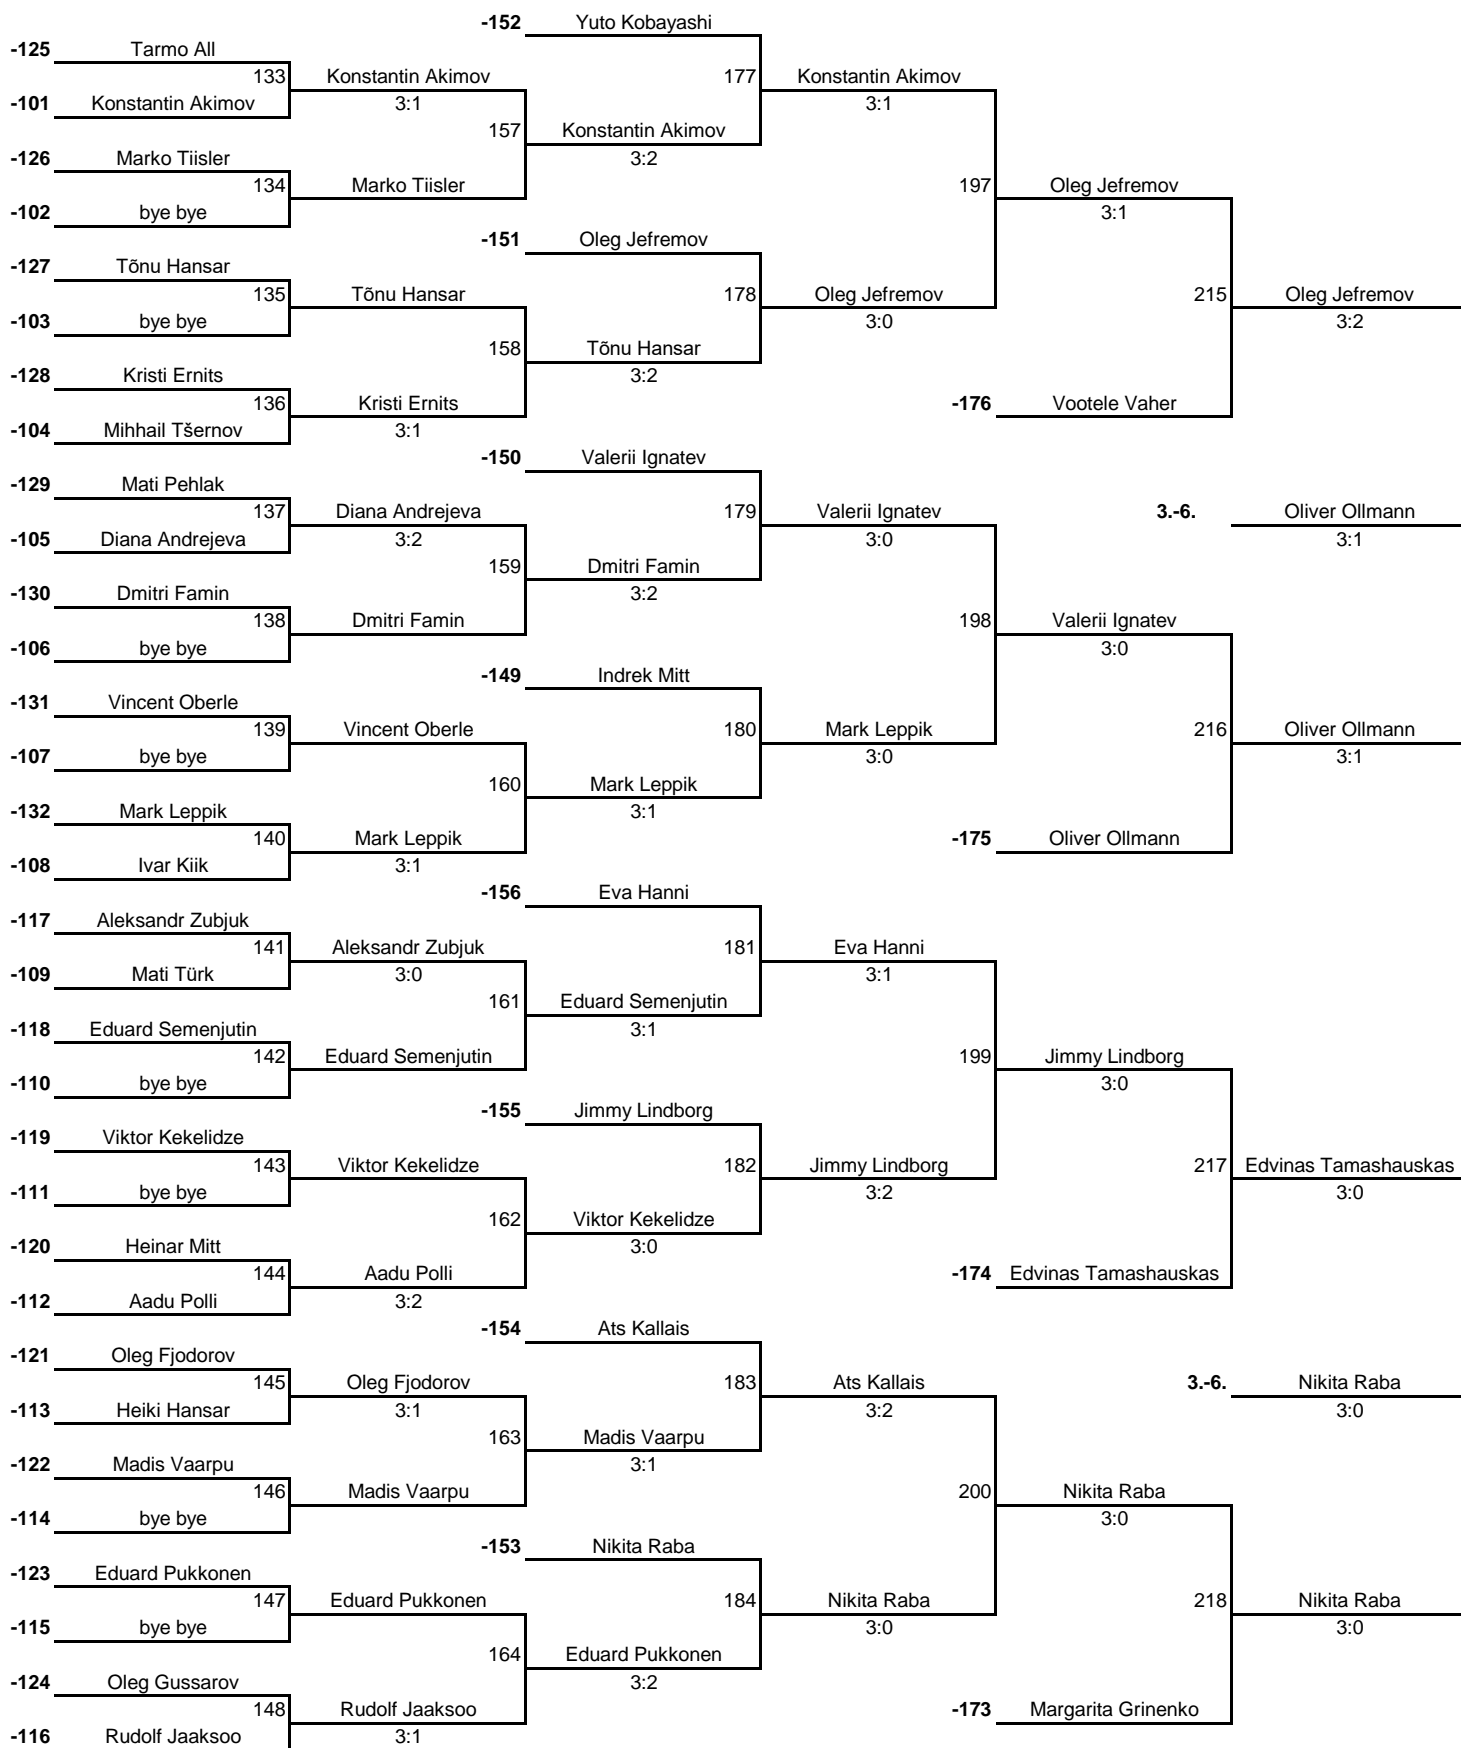 -152 Yuto Kobayashi
-125 Tarmo All
133 Konstantin Akimov 177 Konstantin Akimov
-101 Konstantin Akimov 3:1 3:1
157 Konstantin Akimov
-126 Marko Tiisler 3:2
134 Marko Tiisler 197 Oleg Jefremov
-102 bye bye 3:1
-151 Oleg Jefremov
-127 Tõnu Hansar
135 Tõnu Hansar 178 Oleg Jefremov 215 Oleg Jefremov
-103 bye bye 3:0 3:2
158 Tõnu Hansar
-128 Kristi Ernits 3:2
136 Kristi Ernits -176 Vootele Vaher
-104 Mihhail Tšernov 3:1
-150 Valerii Ignatev
-129 Mati Pehlak
137 Diana Andrejeva 179 Valerii Ignatev 3.-6. Oliver Ollmann
-105 Diana Andrejeva 3:2 3:0 3:1
159 Dmitri Famin
-130 Dmitri Famin 3:2
138 Dmitri Famin 198 Valerii Ignatev
-106 bye bye 3:0
-149 Indrek Mitt
-131 Vincent Oberle
139 Vincent Oberle 180 Mark Leppik 216 Oliver Ollmann
-107 bye bye 3:0 3:1
160 Mark Leppik
-132 Mark Leppik 3:1
140 Mark Leppik -175 Oliver Ollmann
-108 Ivar Kiik 3:1
-156 Eva Hanni
-117 Aleksandr Zubjuk
141 Aleksandr Zubjuk 181 Eva Hanni
-109 Mati Türk 3:0 3:1
161 Eduard Semenjutin
-118 Eduard Semenjutin 3:1
142 Eduard Semenjutin 199 Jimmy Lindborg
-110 bye bye 3:0
-155 Jimmy Lindborg
-119 Viktor Kekelidze
143 Viktor Kekelidze 182 Jimmy Lindborg 217 Edvinas Tamashauskas
-111 bye bye 3:2 3:0
162 Viktor Kekelidze
-120 Heinar Mitt 3:0
144 Aadu Polli -174 Edvinas Tamashauskas
-112 Aadu Polli 3:2
-154 Ats Kallais
-121 Oleg Fjodorov
145 Oleg Fjodorov 183 Ats Kallais 3.-6. Nikita Raba
-113 Heiki Hansar 3:1 3:2 3:0
163 Madis Vaarpu
-122 Madis Vaarpu 3:1
146 Madis Vaarpu 200 Nikita Raba
-114 bye bye 3:0
-153 Nikita Raba
-123 Eduard Pukkonen
147 Eduard Pukkonen 184 Nikita Raba 218 Nikita Raba
-115 bye bye 3:0 3:0
164 Eduard Pukkonen
-124 Oleg Gussarov 3:2
148 Rudolf Jaaksoo -173 Margarita Grinenko
-116 Rudolf Jaaksoo 3:1